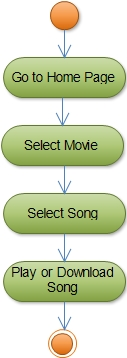 Go to Home Page
Select Movie
Select Song
Play or Download
Song